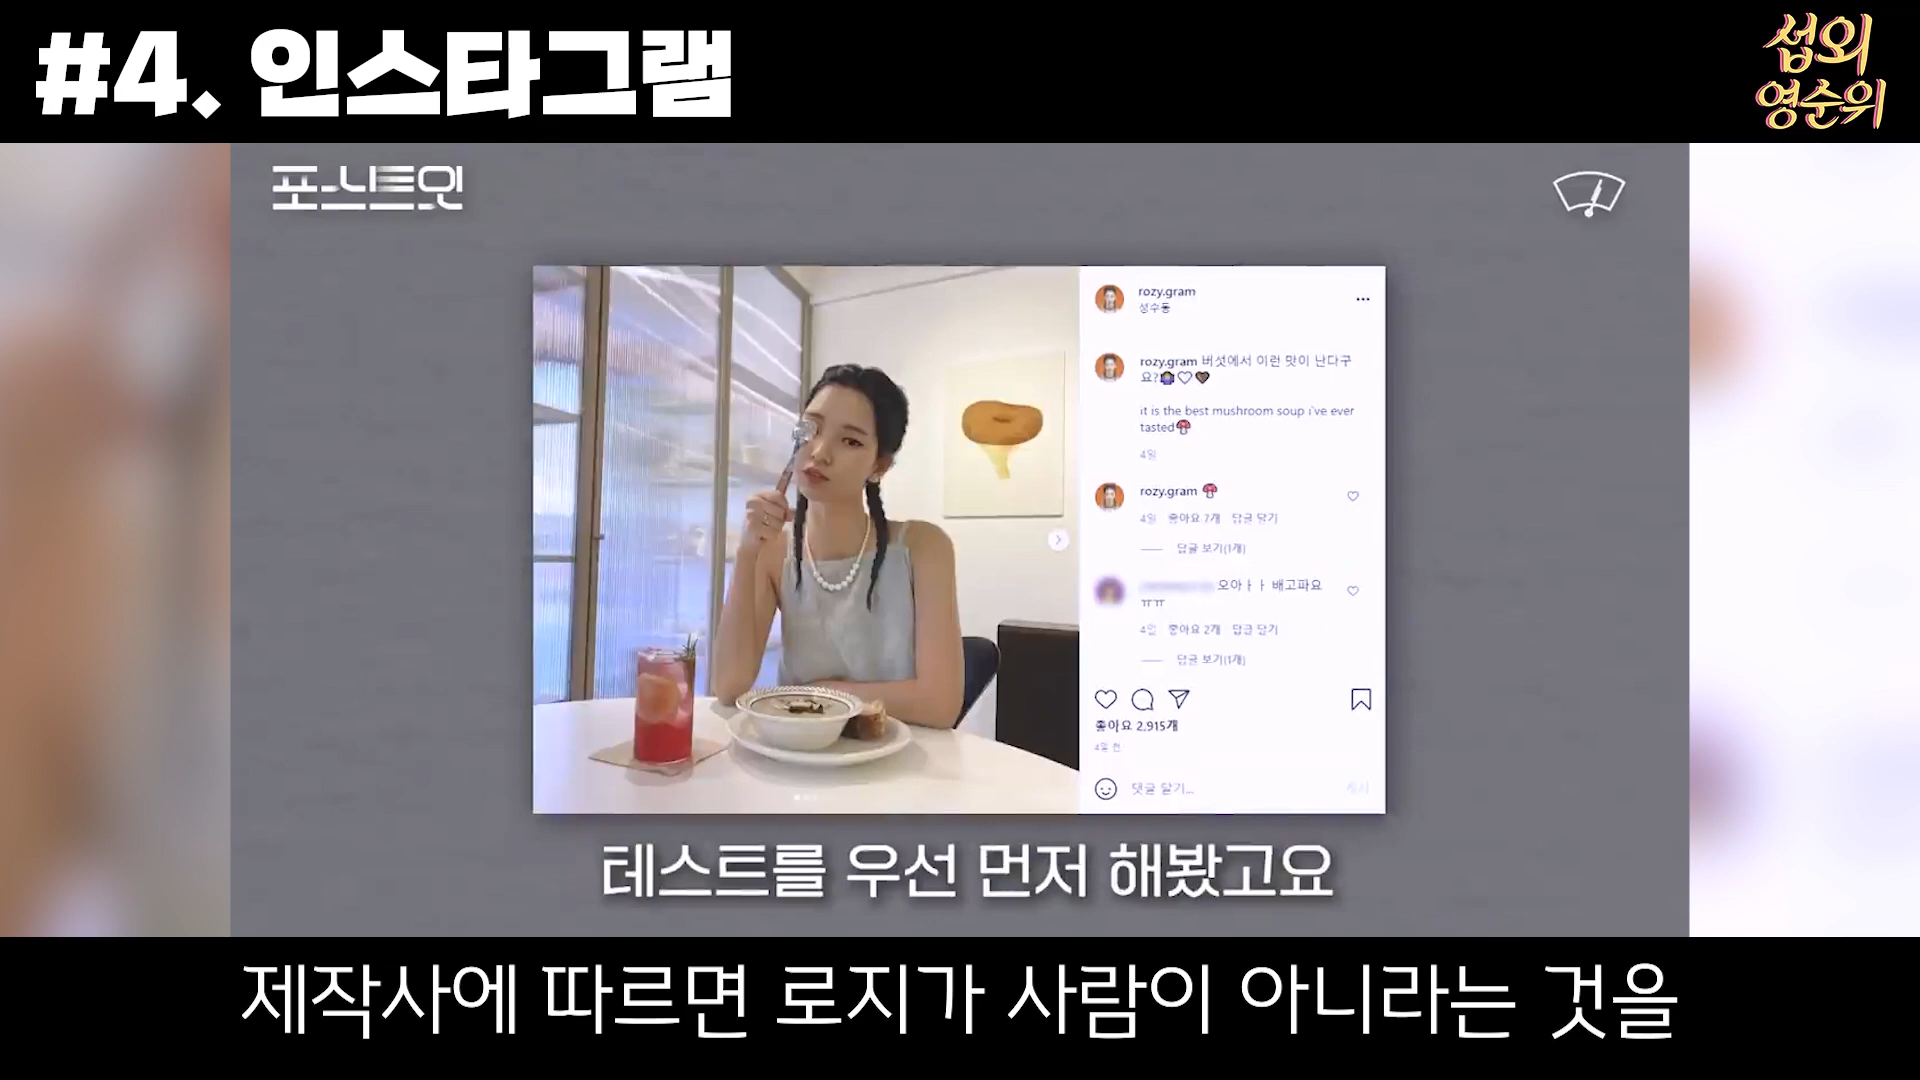 #4. 인스타그램
섭외
영순위
포스트잇
rozy.gram
성수동
rozy.gram 버섯에서 이런 맛이 난다구
요?🤷🏻‍♀️🤍🖤
it is the best mushroom soup i've ever
tasted🍄
4일
rozy.gram 🍄
4일 좋아요 7개 답글 달기
답글 보기(1개)
오아ㅏㅏ 배고파요
ㅠㅠ
4일 좋아요 2개 답글 달기
답글 보기(1개)
좋아요 2,915개
4일 전
댓글 달기...
게시
테스트를 우선 먼저 해봤고요
제작사에 따르면 로지가 사람이 아니라는 것을